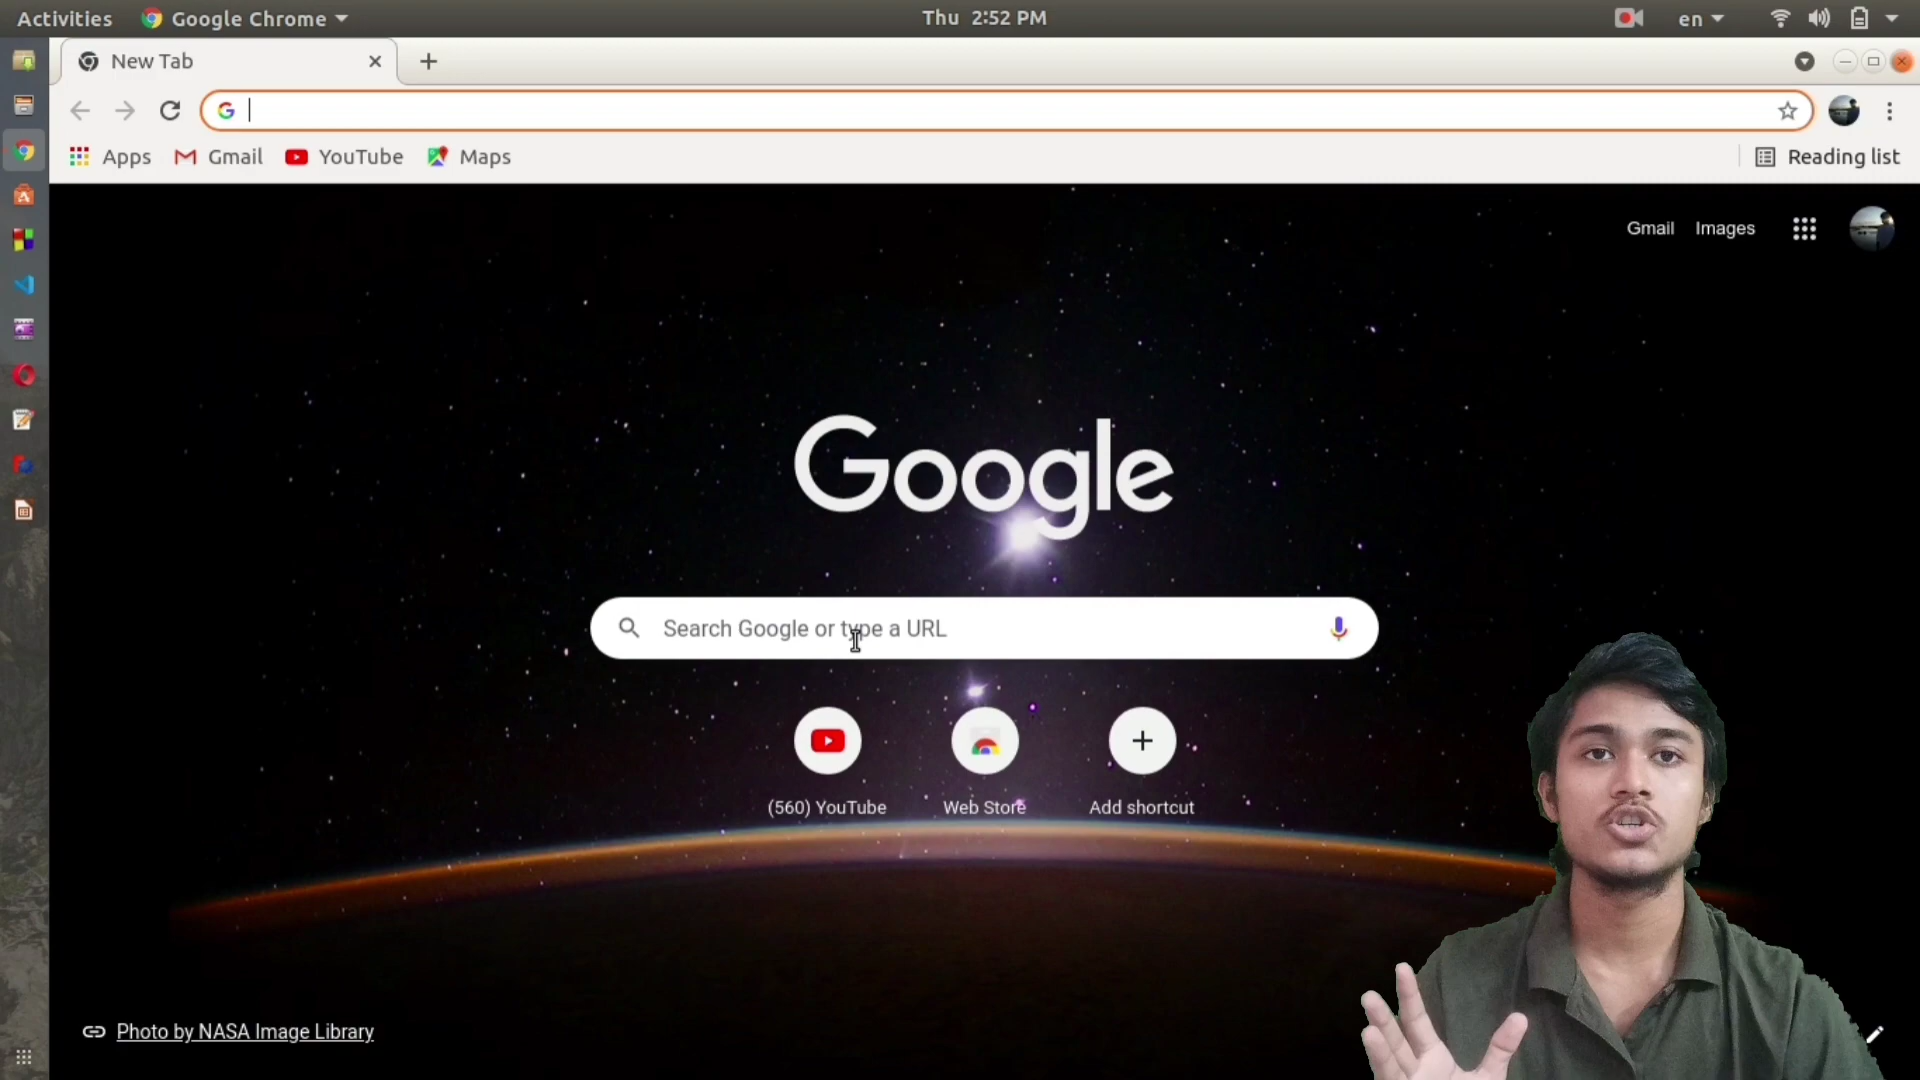 Activities Google Chrome Thu 2:52 PM en
New Tab
Apps Gmail YouTube Maps Reading list
Gmail Images
Google
Search Google or type a URL
(560) YouTube Web Store Add shortcut
Photo by NASA Image Library